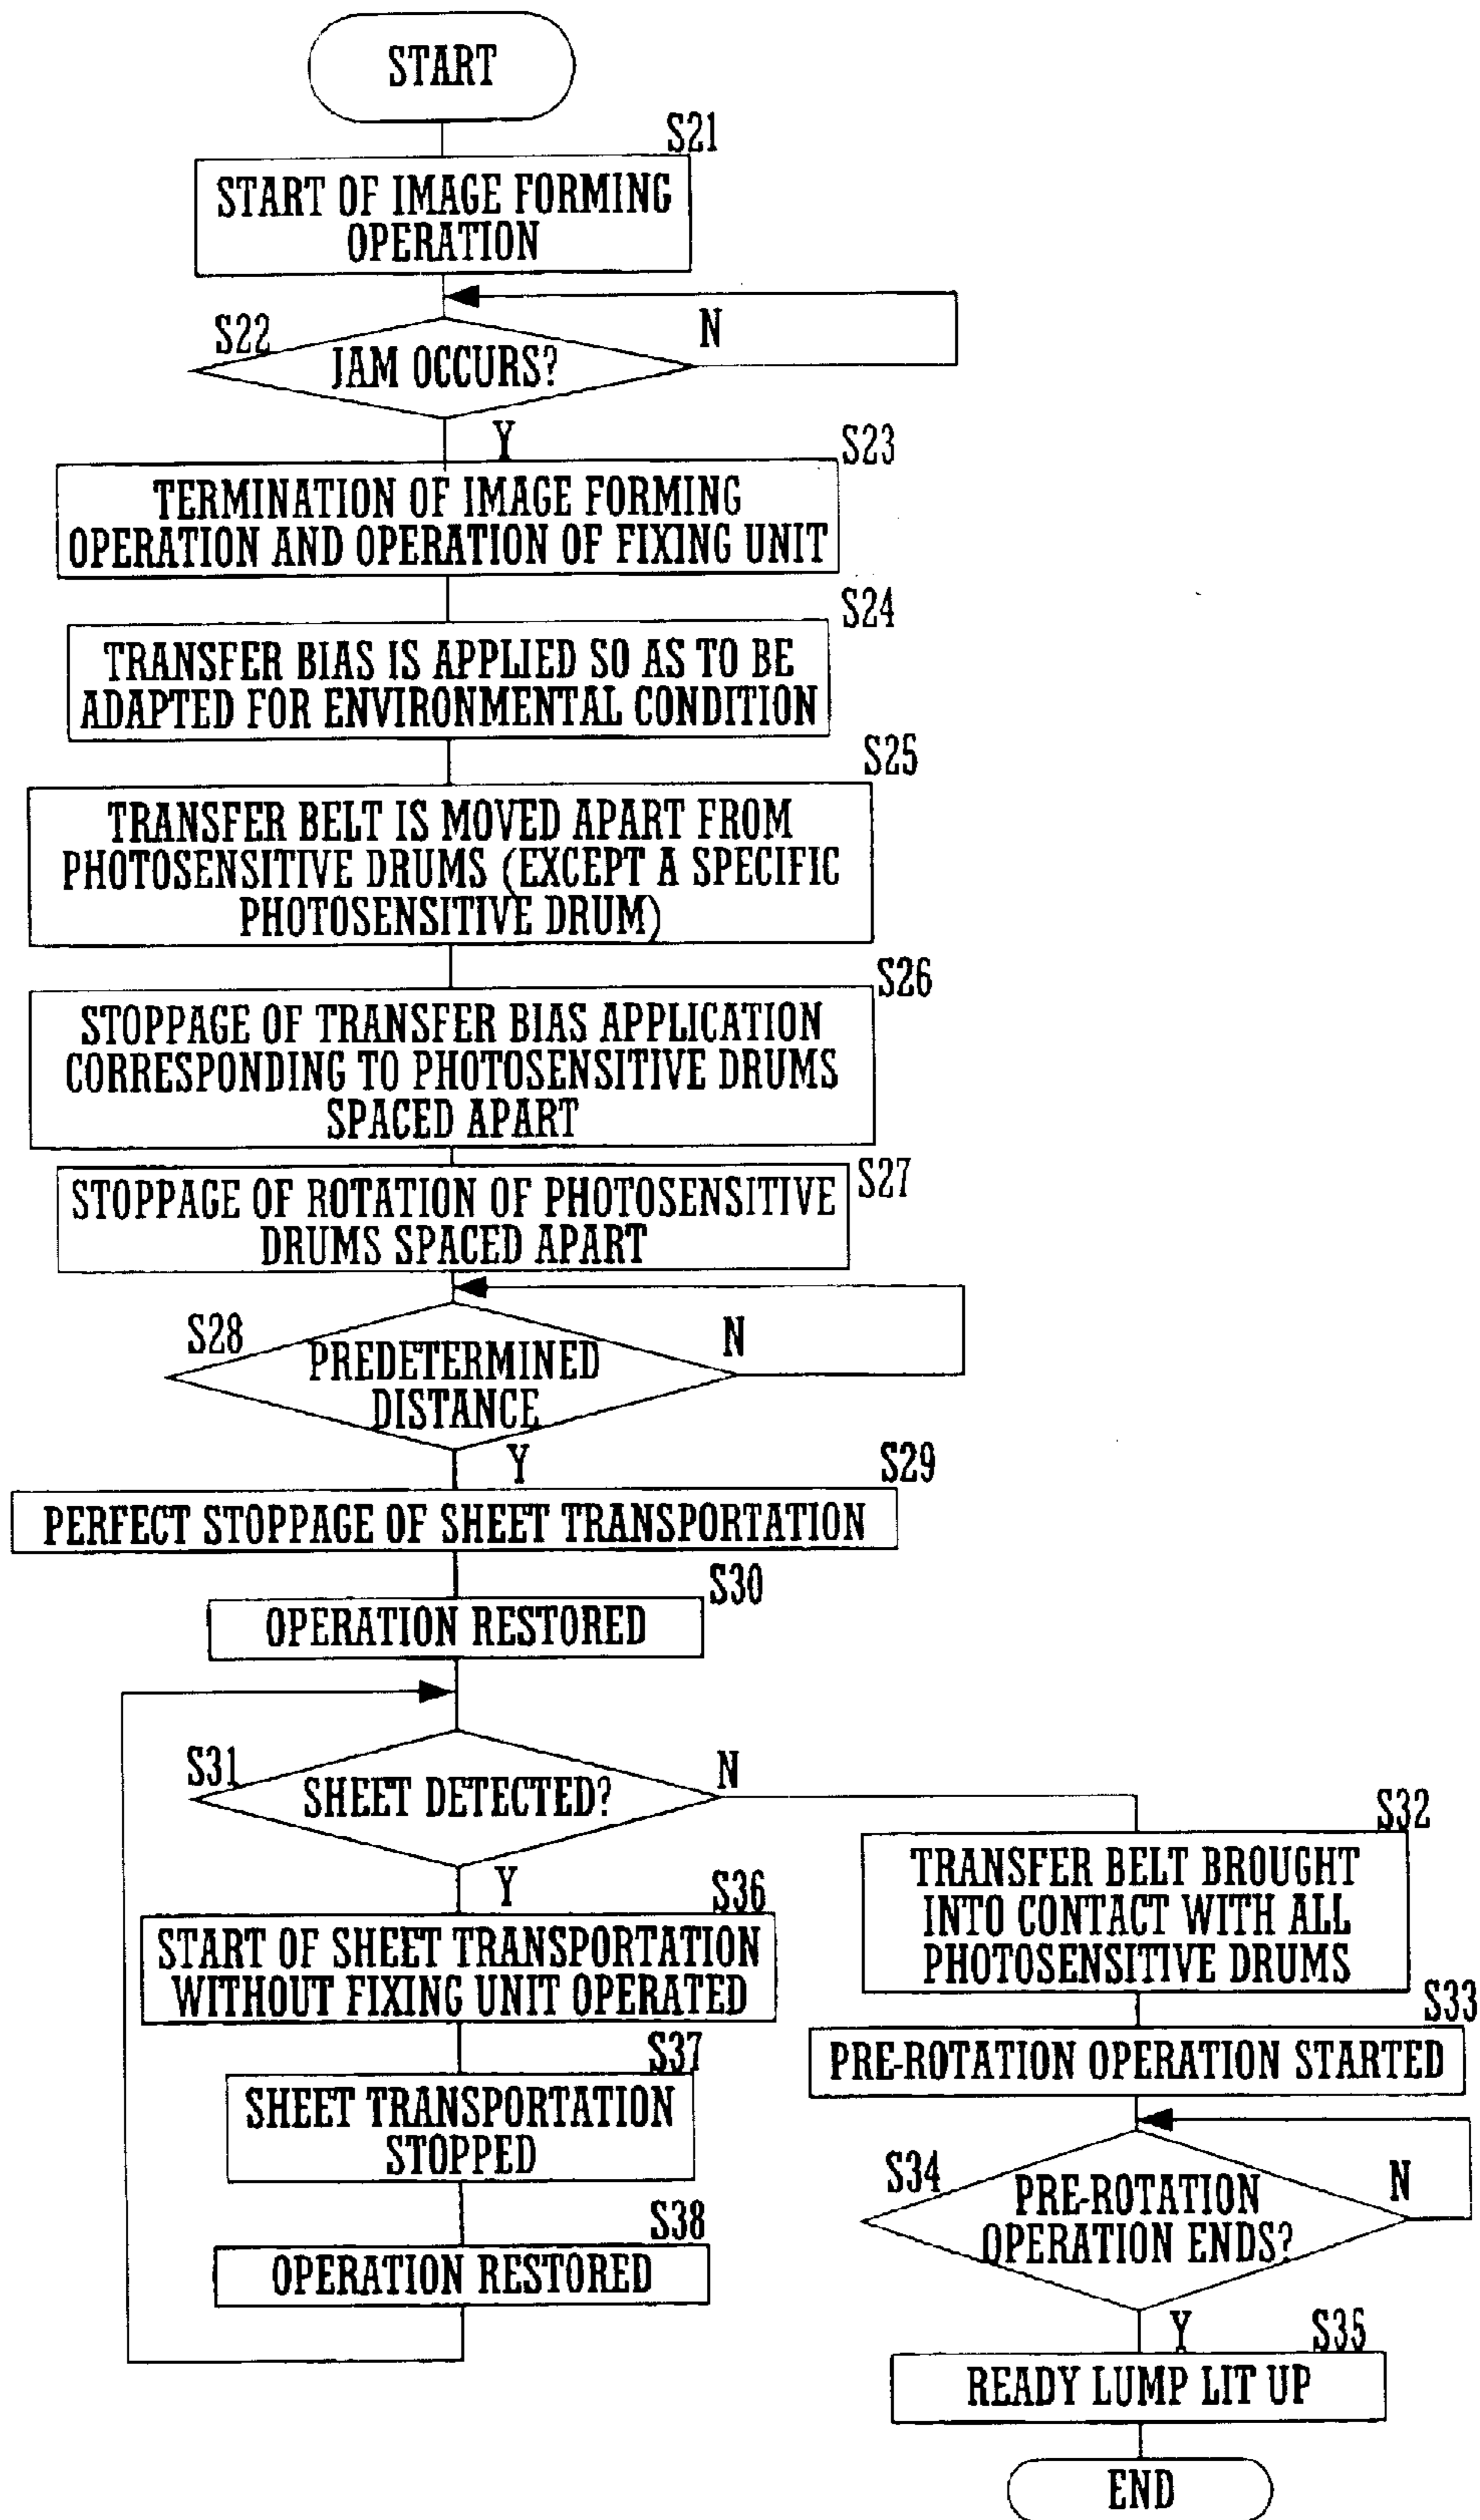 START
S21
START OF IMAGE FORMING
OPERATION
S22
JAM OCCURS?
N
Y
S23
TERMINATION OF IMAGE FORMING
OPERATION AND OPERATION OF FIXING UNIT
S24
TRANSFER BIAS IS APPLIED SO AS TO BE
ADAPTED FOR ENVIRONMENTAL CONDITION
S25
TRANSFER BELT IS MOVED APART FROM
PHOTOSENSITIVE DRUMS (EXCEPT A SPECIFIC
PHOTOSENSITIVE DRUM)
S26
STOPPAGE OF TRANSFER BIAS APPLICATION
CORRESPONDING TO PHOTOSENSITIVE DRUMS
SPACED APART
S27
STOPPAGE OF ROTATION OF PHOTOSENSITIVE
DRUMS SPACED APART
S28
PREDETERMINED
DISTANCE
N
Y
S29
PERFECT STOPPAGE OF SHEET TRANSPORTATION
S30
OPERATION RESTORED
S31
SHEET DETECTED?
N
Y
S36
START OF SHEET TRANSPORTATION
WITHOUT FIXING UNIT OPERATED
S37
SHEET TRANSPORTATION
STOPPED
S38
OPERATION RESTORED
S32
TRANSFER BELT BROUGHT
INTO CONTACT WITH ALL
PHOTOSENSITIVE DRUMS
S33
PRE-ROTATION OPERATION STARTED
S34
PRE-ROTATION
OPERATION ENDS?
N
Y
S35
READY LUMP LIT UP
END